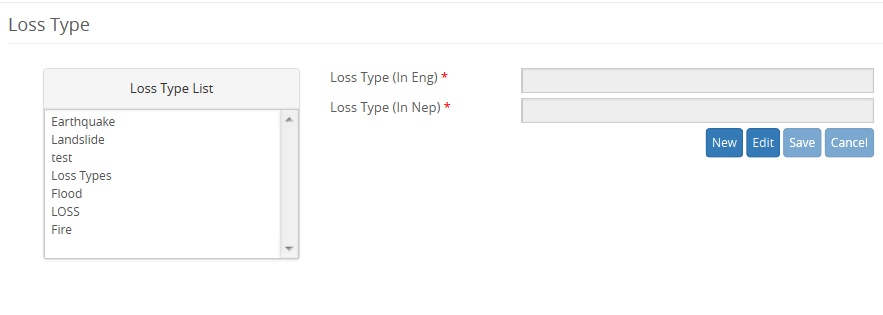 Loss Type
Loss Type List
Earthquake
Landslide
test
Loss Types
Flood
LOSS
Fire
Loss Type (In Eng) *
Loss Type (In Nep) *
New Edit Save Cancel